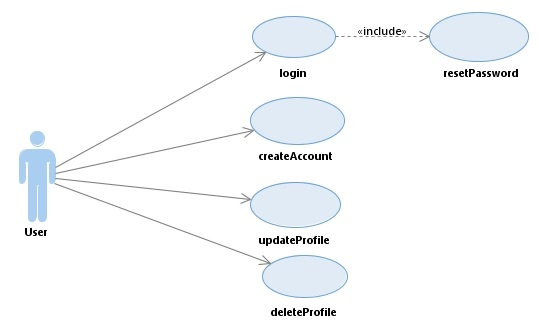 «include»
login
resetPassword
createAccount
User
updateProfile
deleteProfile